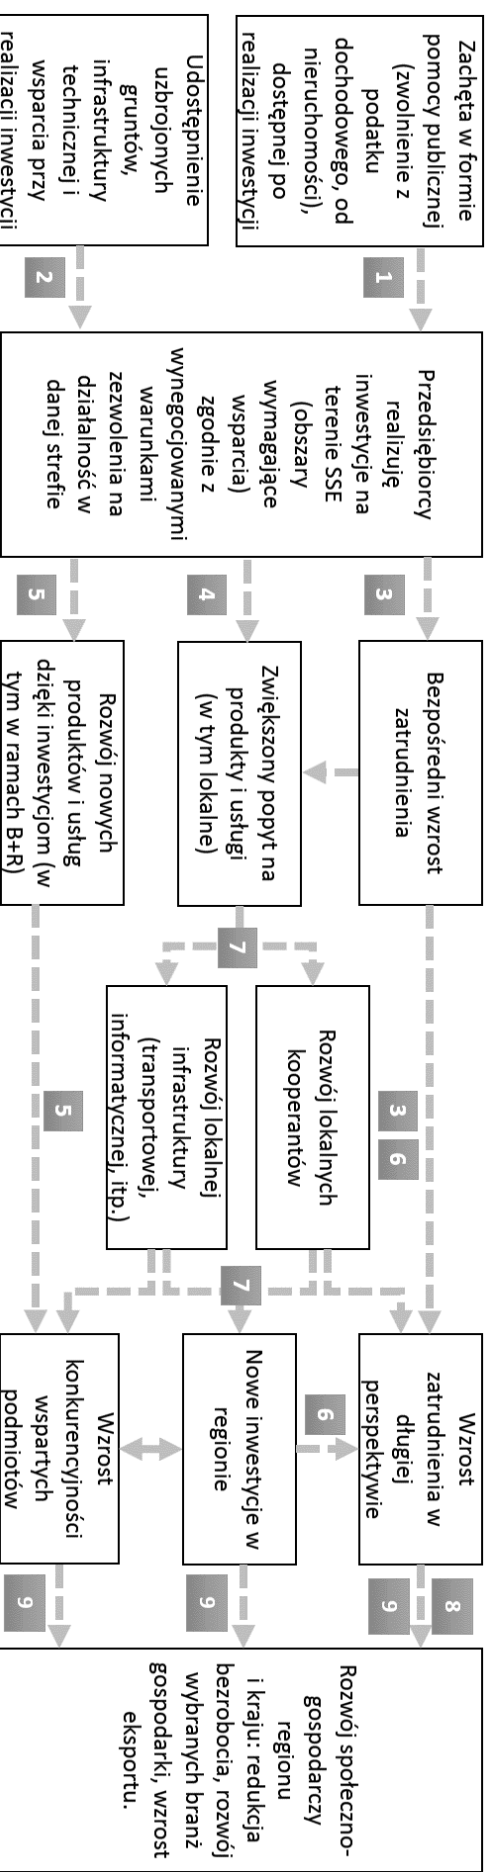 Zachęta w formie
pomocy publicznej
(zwolnienie z
podatku
dochodowego, od
nieruchomości),
dostępnej po
realizacji inwestycji
Udostępnienie
uzbrojonych
gruntów,
infrastruktury
technicznej i
wsparcia przy
realizacji inwestycji
1
2
Przedsiębiorcy
realizuję
inwestycje na
terenie SSE
(obszary
wymagające
wsparcia)
zgodnie z
wynegocjowanymi
warunkami
zezwolenia na
działalność w
danej strefie
3
4
5
Bezpośredni wzrost
zatrudnienia
Zwiększony popyt na
produkty i usługi
(w tym lokalne)
Rozwój nowych
produktów i usług
dzięki inwestycjom (w
tym w ramach B+R)
7
Rozwój lokalnych
kooperantów
Rozwój lokalnej
infrastruktury
(transportowej,
informatycznej, itp.)
3
6
5
7
Wzrost
zatrudnienia w
długiej
perspektywie
6
Nowe inwestycje w
regionie
Wzrost
konkurencyjności
wspartych
podmiotów
8
9
9
9
Rozwój społeczno-
gospodarczy
regionu
i kraju: redukcja
bezrobocia, rozwój
wybranych branż
gospodarki, wzrost
eksportu.